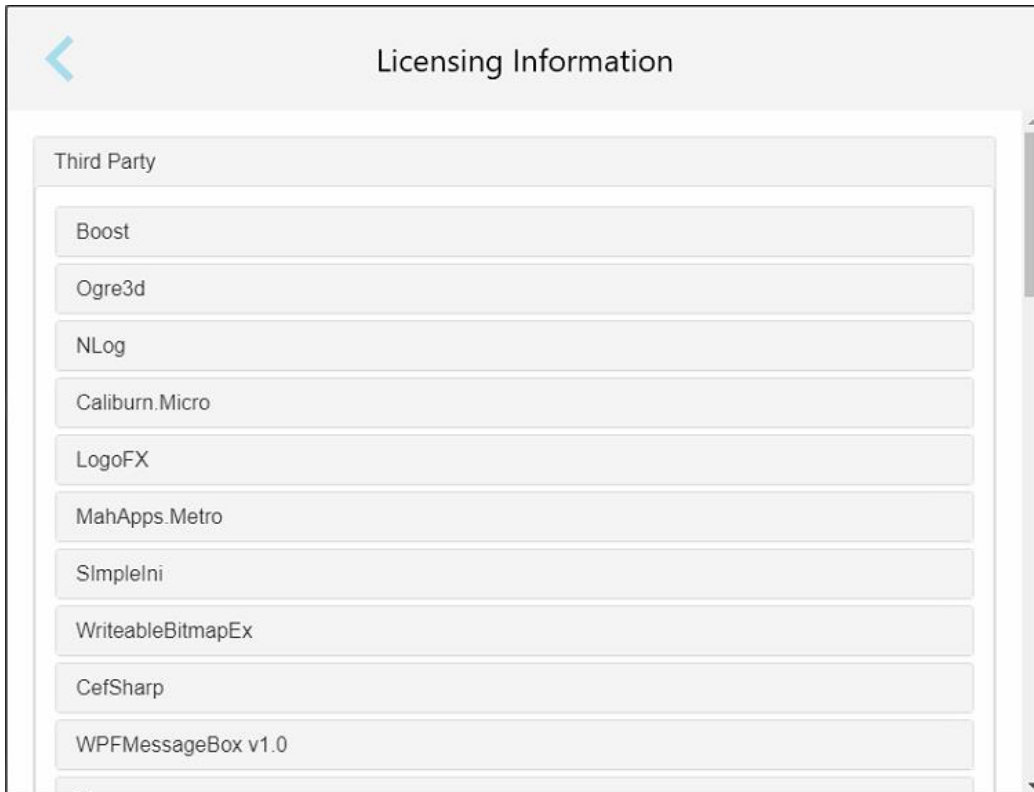 Licensing Information
Third Party
Boost
Ogre3d
NLog
Caliburn.Micro
LogoFX
MahApps.Metro
SImpleIni
WriteableBitmapEx
CefSharp
WPFMessageBox v1.0